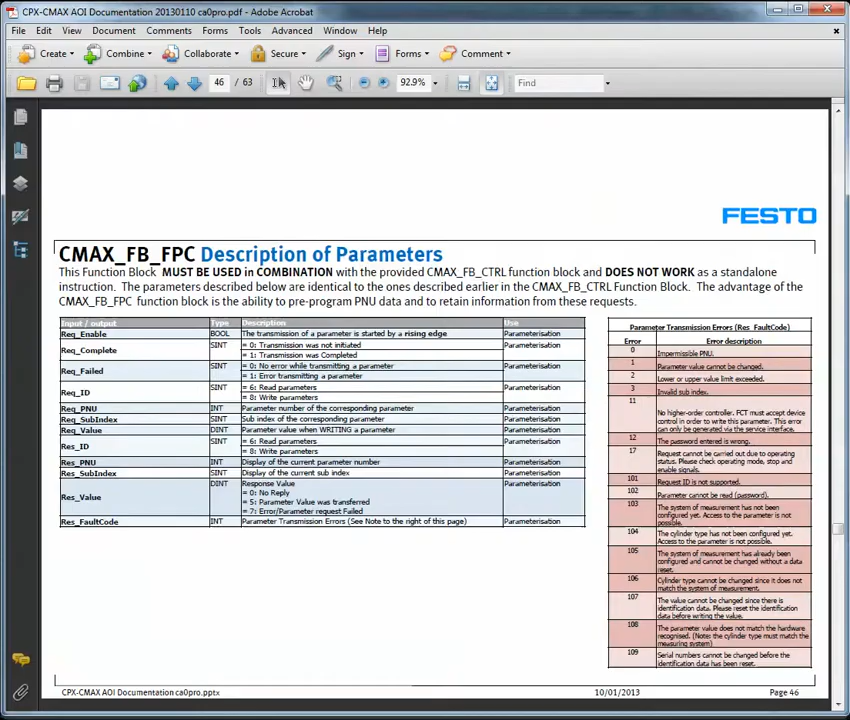 CPX-CMAX AOI Documentation 20130110 ca0pro.pdf - Adobe Acrobat
File Edit View Document Comments Forms Tools Advanced Window Help
Create Combine Collaborate Secure Sign Forms Comment
46 / 63 92.9% Find
FESTO
CMAX_FB_FPC Description of Parameters
This Function Block MUST BE USED in COMBINATION with the provided CMAX_FB_CTRL function block and DOES NOT WORK as a standalone
instruction. The parameters described below are identical to the ones described earlier in the CMAX_FB_CTRL Function Block. The advantage of the
CMAX_FB_FPC function block is the ability to pre-program PNU data and to retain information from these requests.
Input / output Type Description Use
Req_Enable BOOL The transmission of a parameter is started by a rising edge Parameterisation
Req_Complete SINT = 0: Transmission was not initiated Parameterisation
= 1: Transmission was Completed
Req_Failed SINT = 0: No error while transmitting a parameter Parameterisation
= 1: Error transmitting a parameter
Req_ID SINT = 6: Read parameters Parameterisation
= 8: Write parameters
Req_PNU INT Parameter number of the corresponding parameter Parameterisation
Req_SubIndex SINT Sub index of the corresponding parameter Parameterisation
Req_Value DINT Parameter value when WRITING a parameter Parameterisation
Res_ID SINT = 6: Read parameters Parameterisation
= 8: Write parameters
Res_PNU INT Display of the current parameter number Parameterisation
Res_SubIndex SINT Display of the current sub index Parameterisation
Res_Value DINT Response Value Parameterisation
= 0: No Reply
= 5: Parameter Value was transferred
= 7: Error/Parameter request Failed
Res_FaultCode INT Parameter Transmission Errors (See Note to the right of this page) Parameterisation
Parameter Transmission Errors (Res_FaultCode)
Error Error description
0 Impermissible PNU.
1 Parameter value cannot be changed.
2 Lower or upper value limit exceeded.
3 Invalid sub index.
11 No higher-order controller. FCT must accept device
control in order to write this parameter. This error
can only be generated via the service interface.
12 The password entered is wrong.
17 Request cannot be carried out due to operating
status. Please check operating mode, stop and
enable signals.
101 Request ID is not supported.
102 Parameter cannot be read (password).
103 The system of measurement has not been
configured yet. Access to the parameter is not
possible.
104 The cylinder type has not been configured yet.
Access to the parameter is not possible.
105 The system of measurement has already been
configured and cannot be changed without a data
reset.
106 Cylinder type cannot be changed since it does not
match the system of measurement.
107 The value cannot be changed since there is
identification data. Please reset the identification
data before writing the value.
108 The parameter value does not match the hardware
recognised. (Note: the cylinder type must match the
measuring system)
109 Serial numbers cannot be changed before the
identification data has been reset.
CPX-CMAX AOI Documentation ca0pro.pptx 10/01/2013 Page 46